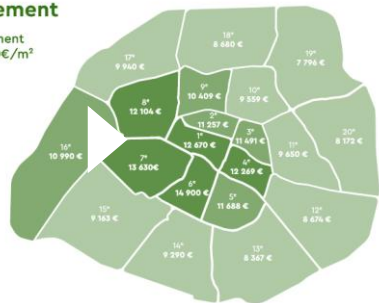 ement
ment
€/m²
18ᵉ
8 680 €
17ᵉ
9 940 €
19ᵉ
7 796 €
9ᵉ
10 409 €
10ᵉ
9 559 €
8ᵉ
12 104 €
2ᵉ
11 257 €
3ᵉ
11 491 €
1ᵉ
12 670 €
20ᵉ
8 172 €
11ᵉ
9 650 €
16ᵉ
10 990 €
7ᵉ
13 630€
4ᵉ
12 269 €
6ᵉ
14 900 €
5ᵉ
11 688 €
15ᵉ
9 163 €
12ᵉ
8 674 €
14ᵉ
9 290 €
13ᵉ
8 367 €